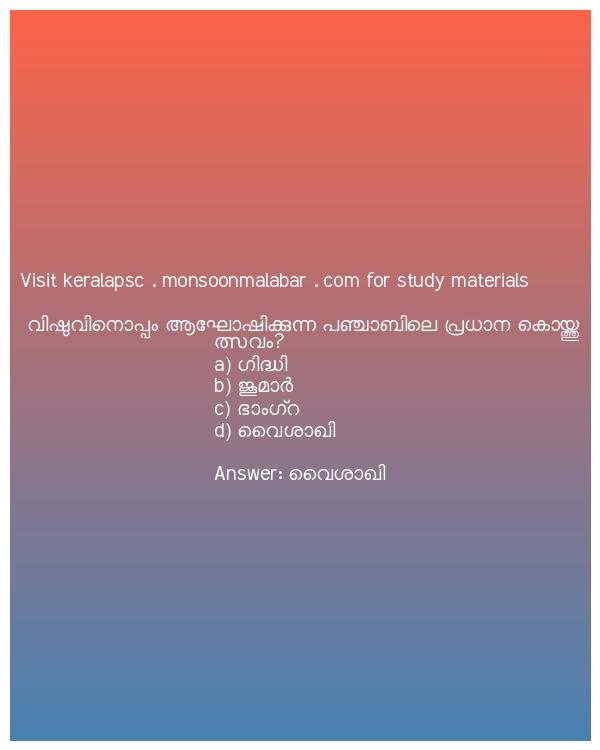 Visit keralapsc . monsoonmalabar . com for study materials
വിഷുവിനൊപ്പം ആഘോഷിക്കുന്ന പഞ്ചാബിലെ പ്രധാന കൊയ്ത്തു
ത്സവം?
a) ഗിദ്ധി
b) ജൂമാർ
c) ഭാംഗ്റ
d) വൈശാഖി
Answer: വൈശാഖി